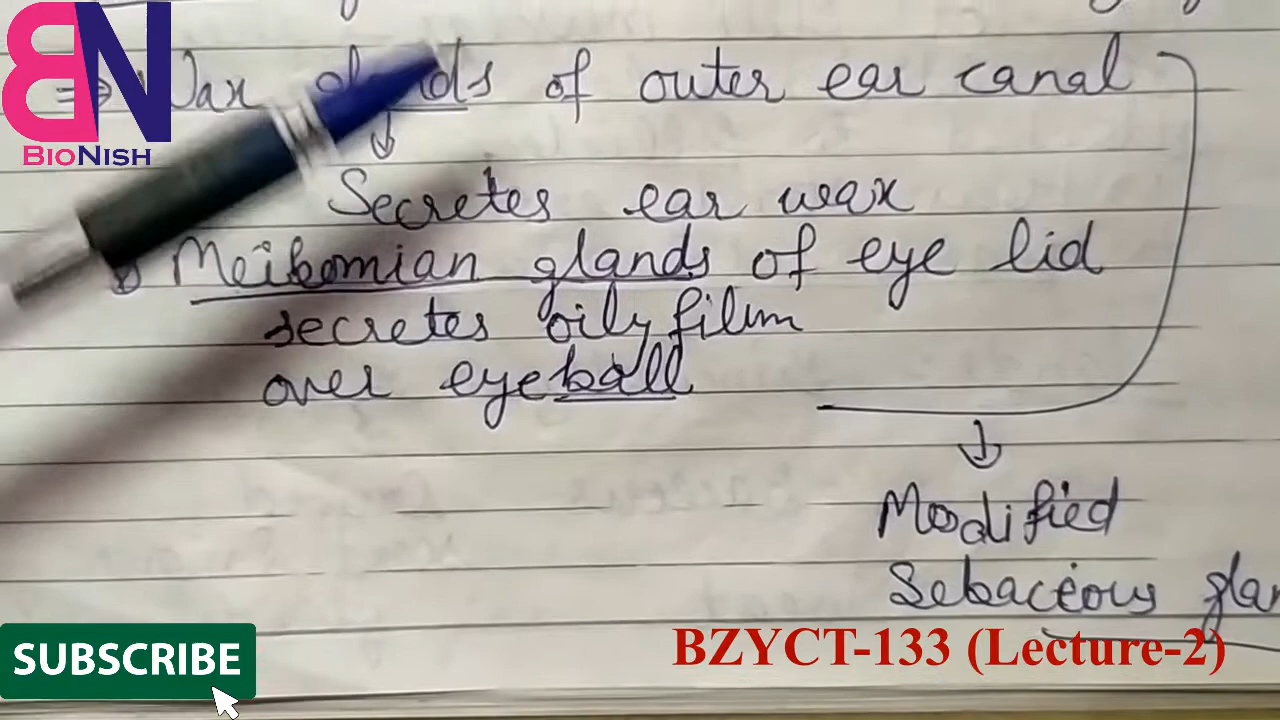 BN
BIONISH
Wax glands of outer ear canal
Secretes ear wax
Meibomian glands of eye lid
secretes oily film
over eyeball
Modified
Sebaceous glan
SUBSCRIBE
BZYCT-133 (Lecture-2)